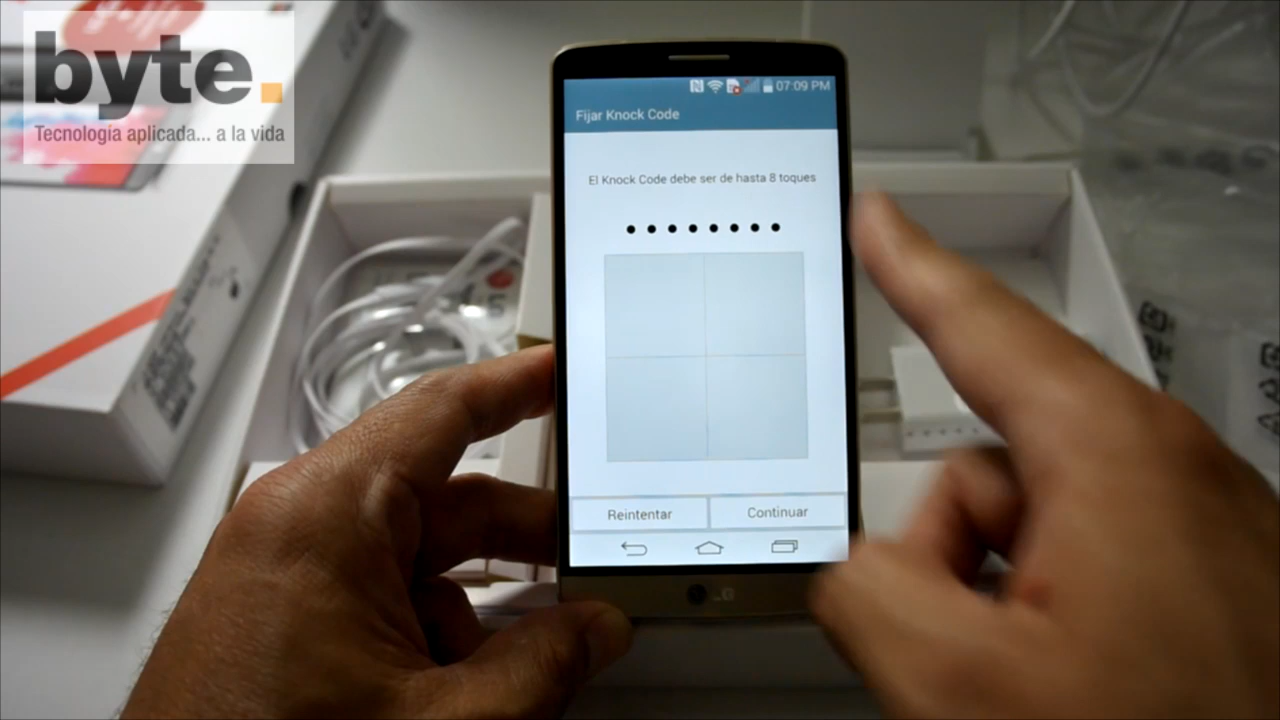 byte.
Tecnología aplicada... a la vida
07:09 PM
Fijar Knock Code
El Knock Code debe ser de hasta 8 toques
Reintentar
Continuar
LG